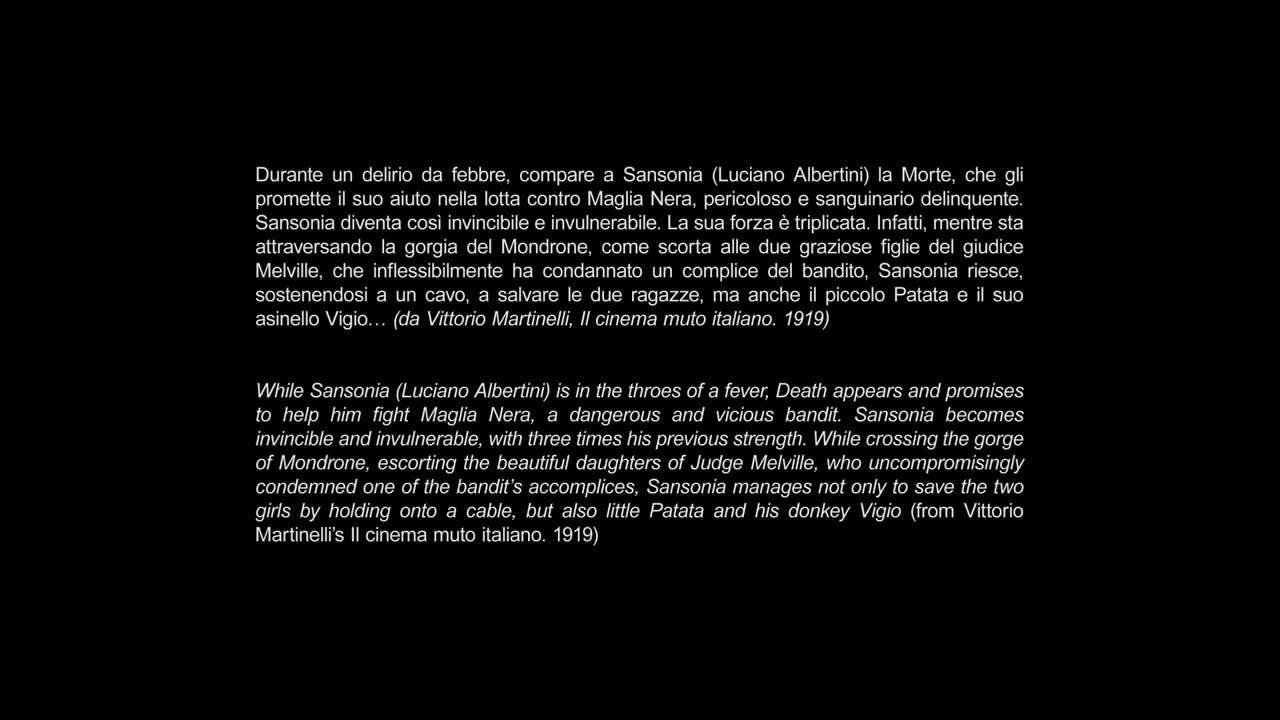 Durante un delirio da febbre, compare a Sansonia (Luciano Albertini) la Morte, che gli
promette il suo aiuto nella lotta contro Maglia Nera, pericoloso e sanguinario delinquente.
Sansonia diventa così invincibile e invulnerabile. La sua forza è triplicata. Infatti, mentre sta
attraversando la gorgia del Mondrone, come scorta alle due graziose figlie del giudice
Melville, che inflessibilmente ha condannato un complice del bandito, Sansonia riesce,
sostenendosi a un cavo, a salvare le due ragazze, ma anche il piccolo Patata e il suo
asinello Vigio… (da Vittorio Martinelli, Il cinema muto italiano. 1919)
While Sansonia (Luciano Albertini) is in the throes of a fever, Death appears and promises
to help him fight Maglia Nera, a dangerous and vicious bandit. Sansonia becomes
invincible and invulnerable, with three times his previous strength. While crossing the gorge
of Mondrone, escorting the beautiful daughters of Judge Melville, who uncompromisingly
condemned one of the bandit’s accomplices, Sansonia manages not only to save the two
girls by holding onto a cable, but also little Patata and his donkey Vigio (from Vittorio
Martinelli’s Il cinema muto italiano. 1919)